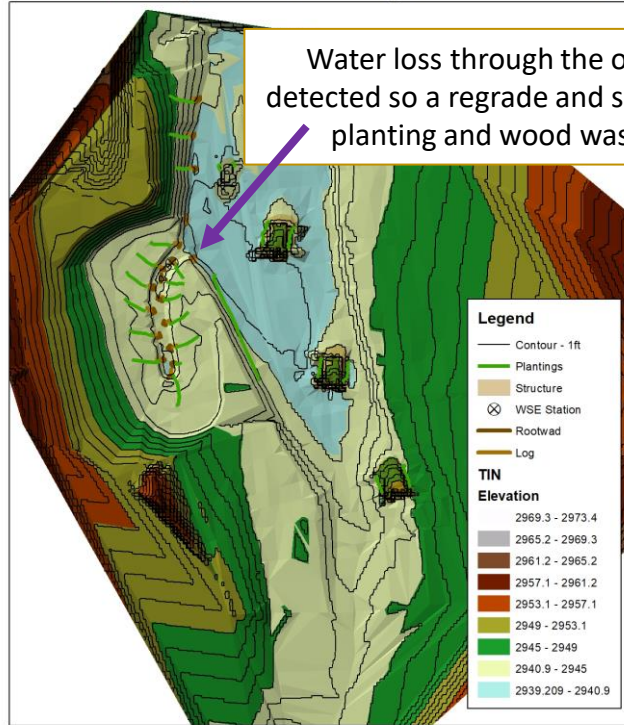 Water loss through the
detected so a regrade and
planting and wood was
Legend
Contour - 1ft
Plantings
Structure
WSE Station
Rootwad
Log
TIN
Elevation
2969.3 - 2973.4
2965.2 - 2969.3
2961.2 - 2965.2
2957.1 - 2961.2
2953.1 - 2957.1
2949 - 2953.1
2945 - 2949
2940.9 - 2945
2939.209 - 2940.9